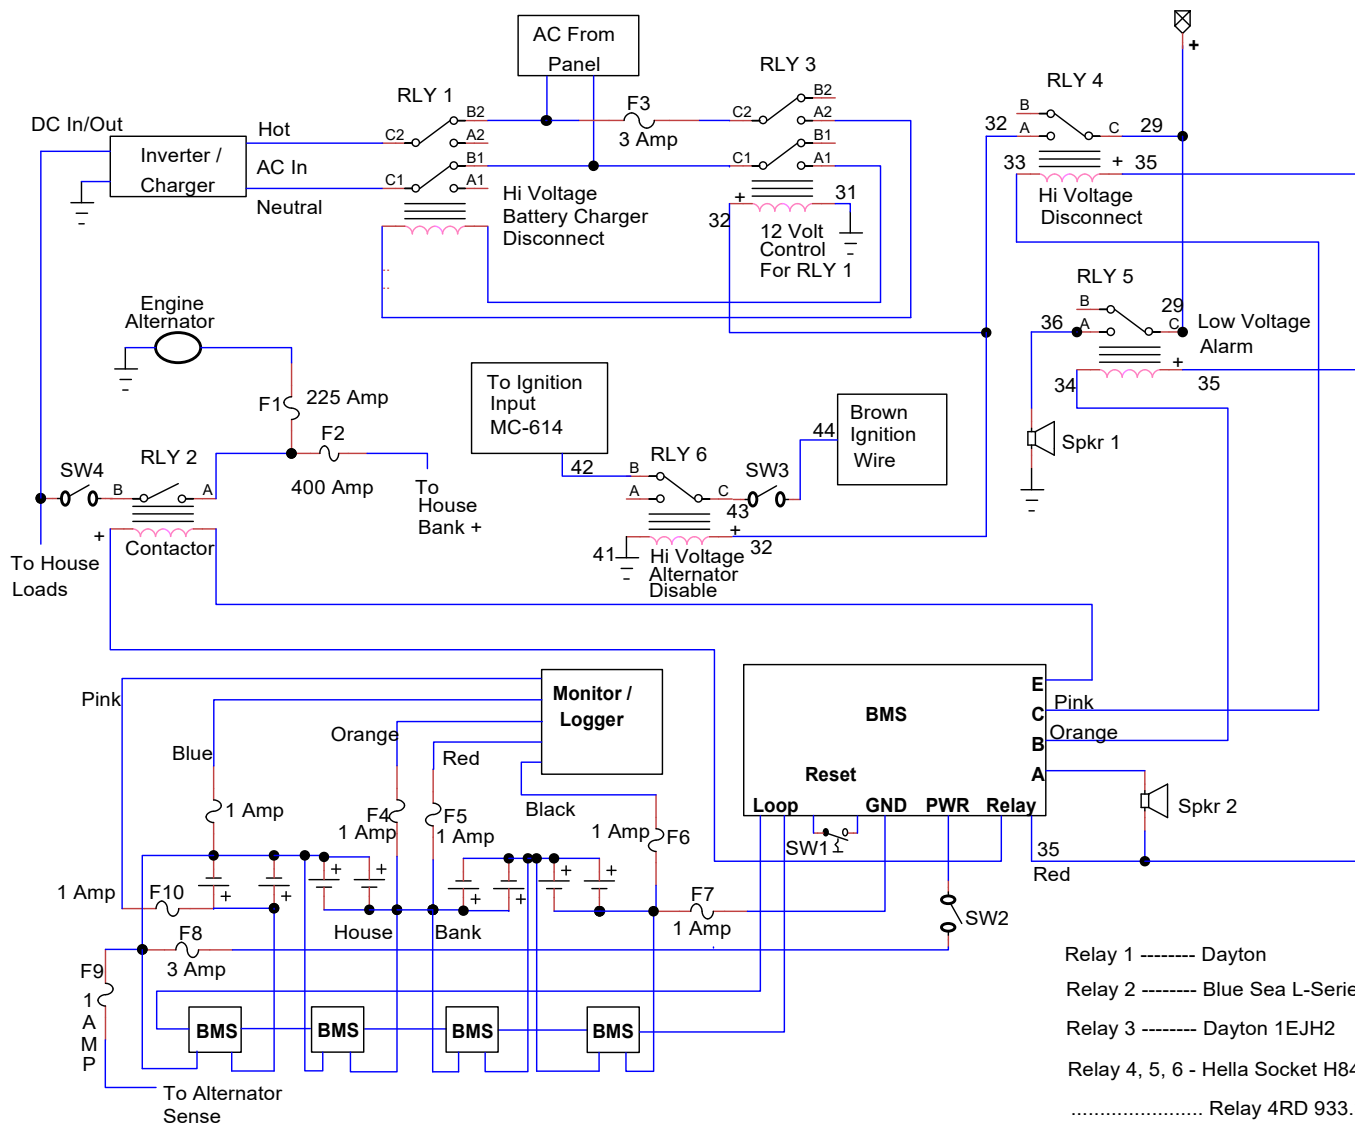 AC From
Panel
RLY 3
RLY 4
RLY 1
F3
3 Amp
B2
A2
B1
A1
C2
C1
B2
A2
B1
A1
C2
C1
+
32
31
12 Volt
Control
For RLY 1
DC In/Out
Hot
AC In
Neutral
Inverter /
Charger
Hi Voltage
Battery Charger
Disconnect
+
B
A
C
32
29
33
+
35
Hi Voltage
Disconnect
RLY 5
B
A
C
29
36
+
34
35
Low Voltage
Alarm
Spkr 1
Engine
Alternator
F1
225 Amp
F2
400 Amp
To
House
Bank +
To Ignition
Input
MC-614
42
RLY 6
B
A
C
43
41
+
32
SW3
44
Brown
Ignition
Wire
Hi Voltage
Alternator
Disable
SW4
RLY 2
B
A
+
Contactor
To House
Loads
Pink
Blue
Orange
Red
Black
Monitor /
Logger
BMS
Reset
Loop
GND
PWR
Relay
E
C
B
A
Pink
Orange
Spkr 2
35
Red
SW1
SW2
1 Amp
F4
1 Amp
F5
1 Amp
1 Amp
F6
1 Amp
F10
+
+
+
+
+
+
+
+
House
Bank
F7
1 Amp
F8
3 Amp
F9
1
A
M
P
BMS
BMS
BMS
BMS
To Alternator
Sense
Relay 1 -------- Dayton
Relay 2 -------- Blue Sea L-Serie
Relay 3 -------- Dayton 1EJH2
Relay 4, 5, 6 - Hella Socket H84
....................... Relay 4RD 933.